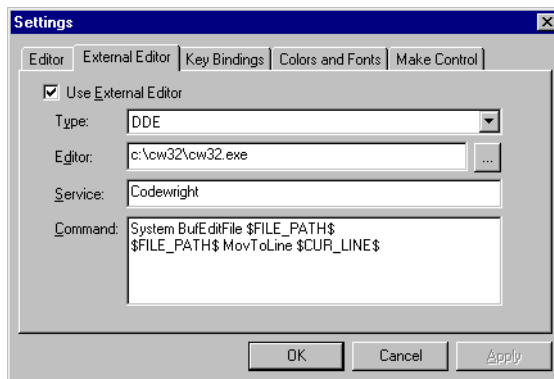 Settings
Editor External Editor Key Bindings Colors and Fonts Make Control
Use External Editor
Type: DDE
Editor: c:\cw32\cw32.exe ...
Service: Codewright
Command: System BufEditFile $FILE_PATH$
$FILE_PATH$ MovToLine $CUR_LINE$
OK Cancel Apply